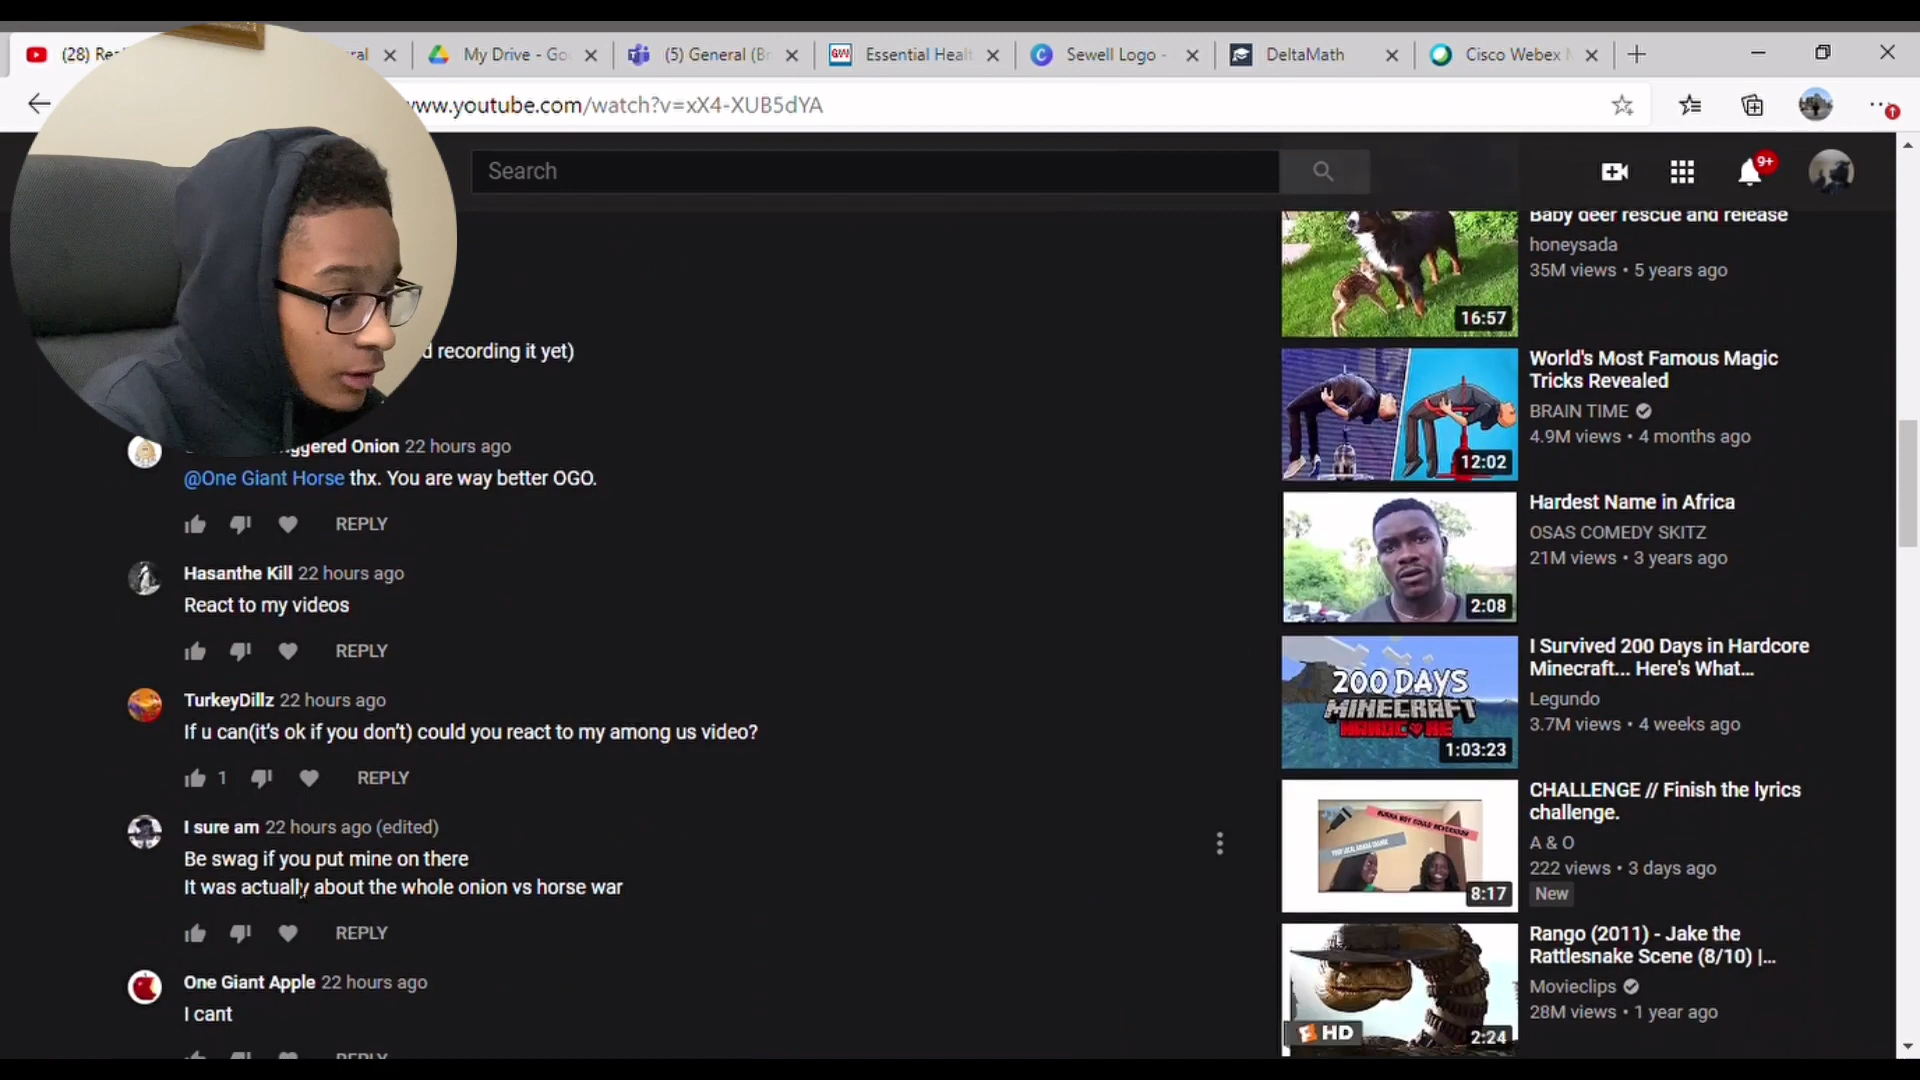 (28) Rea
ral
My Drive - Go
(5) General (Br
GW
Essential Healt
Sewell Logo -
DeltaMath
Cisco Webex M
www.youtube.com/watch?v=xX4-XUB5dYA
Search
9+
d recording it yet)
ggered Onion 22 hours ago
@One Giant Horse thx. You are way better OGO.
REPLY
Hasanthe Kill 22 hours ago
React to my videos
REPLY
TurkeyDillz 22 hours ago
If u can(it's ok if you don't) could you react to my among us video?
1 REPLY
I sure am 22 hours ago (edited)
Be swag if you put mine on there
It was actually about the whole onion vs horse war
REPLY
One Giant Apple 22 hours ago
I cant
REPLY
Baby deer rescue and release
honeysada
35M views • 5 years ago
16:57
World's Most Famous Magic
Tricks Revealed
BRAIN TIME
4.9M views • 4 months ago
12:02
Hardest Name in Africa
OSAS COMEDY SKITZ
21M views • 3 years ago
2:08
I Survived 200 Days in Hardcore
Minecraft... Here's What...
Legundo
3.7M views • 4 weeks ago
200 DAYS
MINECRAFT
HARDCORE
1:03:23
CHALLENGE // Finish the lyrics
challenge.
A & O
222 views • 3 days ago
New
8:17
Rango (2011) - Jake the
Rattlesnake Scene (8/10) |...
Movieclips
28M views • 1 year ago
HD
2:24